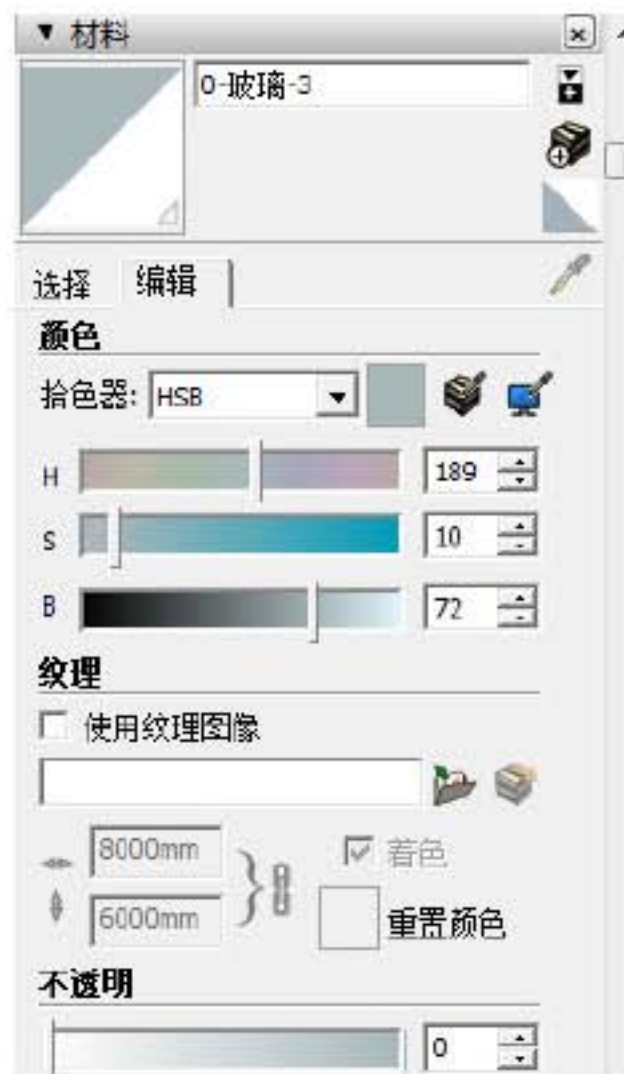 ▼ 材料
0-玻璃-3
选择 编辑
颜色
拾色器: HSB
H 189
S 10
B 72
纹理
使用纹理图像
8000mm
着色
6000mm
重置颜色
不透明
0